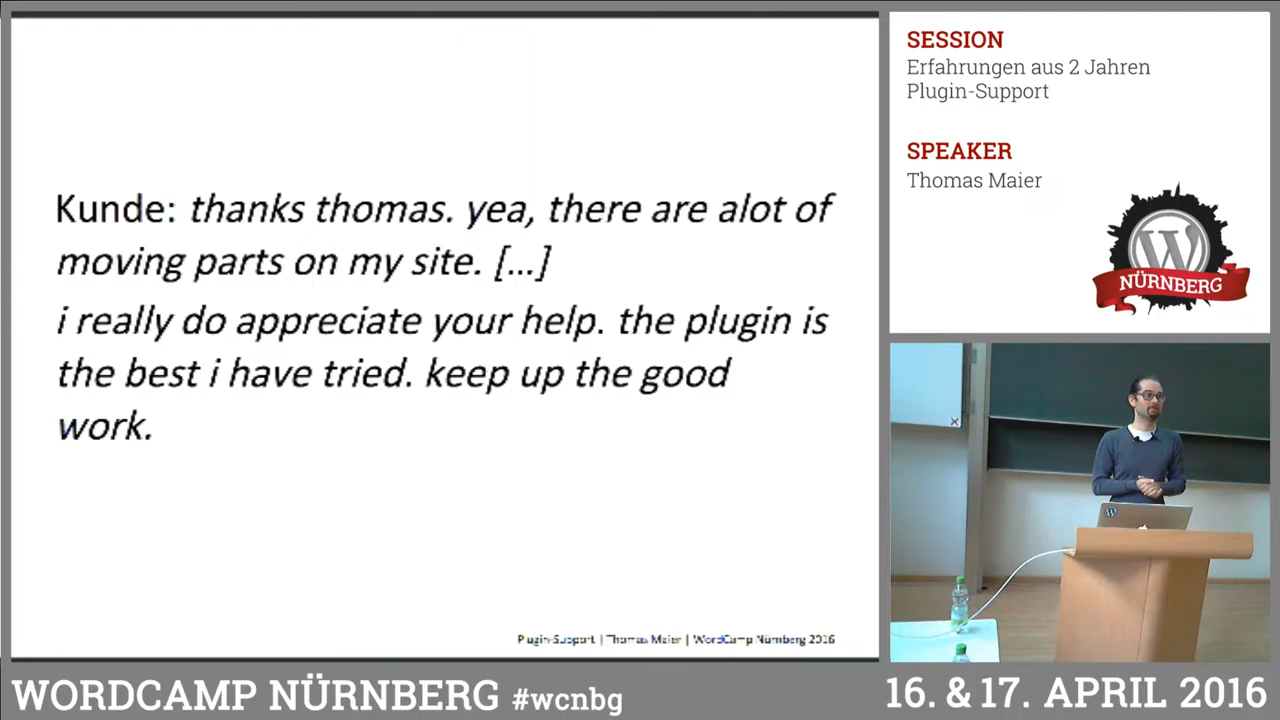 Kunde: thanks thomas. yea, there are alot of
moving parts on my site. [...]
i really do appreciate your help. the plugin is
the best i have tried. keep up the good
work.
Plugin-Support | Thomas Maier | WordCamp Nürnberg 2016
SESSION
Erfahrungen aus 2 Jahren
Plugin-Support
SPEAKER
Thomas Maier
W
NÜRNBERG
WORDCAMP NÜRNBERG #wcnbg
16. & 17. APRIL 2016